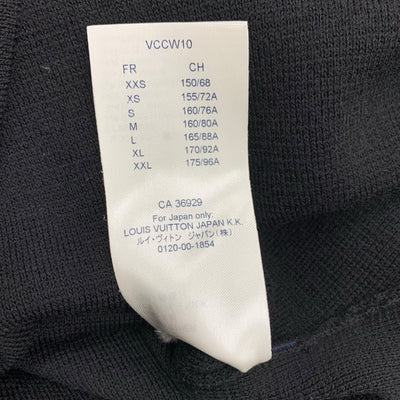 VCCW10
FR CH
XXS 150/68
XS 155/72A
S 160/76A
M 160/80A
L 165/88A
XL 170/92A
XXL 175/96A
CA 36929
For Japan only:
LOUIS VUITTON JAPAN K.K.
ルイ・ヴィトン ジャパン(株)
0120-00-1854